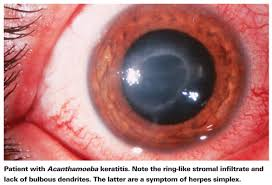 Patient with Acanthamoeba keratitis. Note the ring-like stromal infiltrate and
lack of bulbous dendrites. The latter are a symptom of herpes simplex.